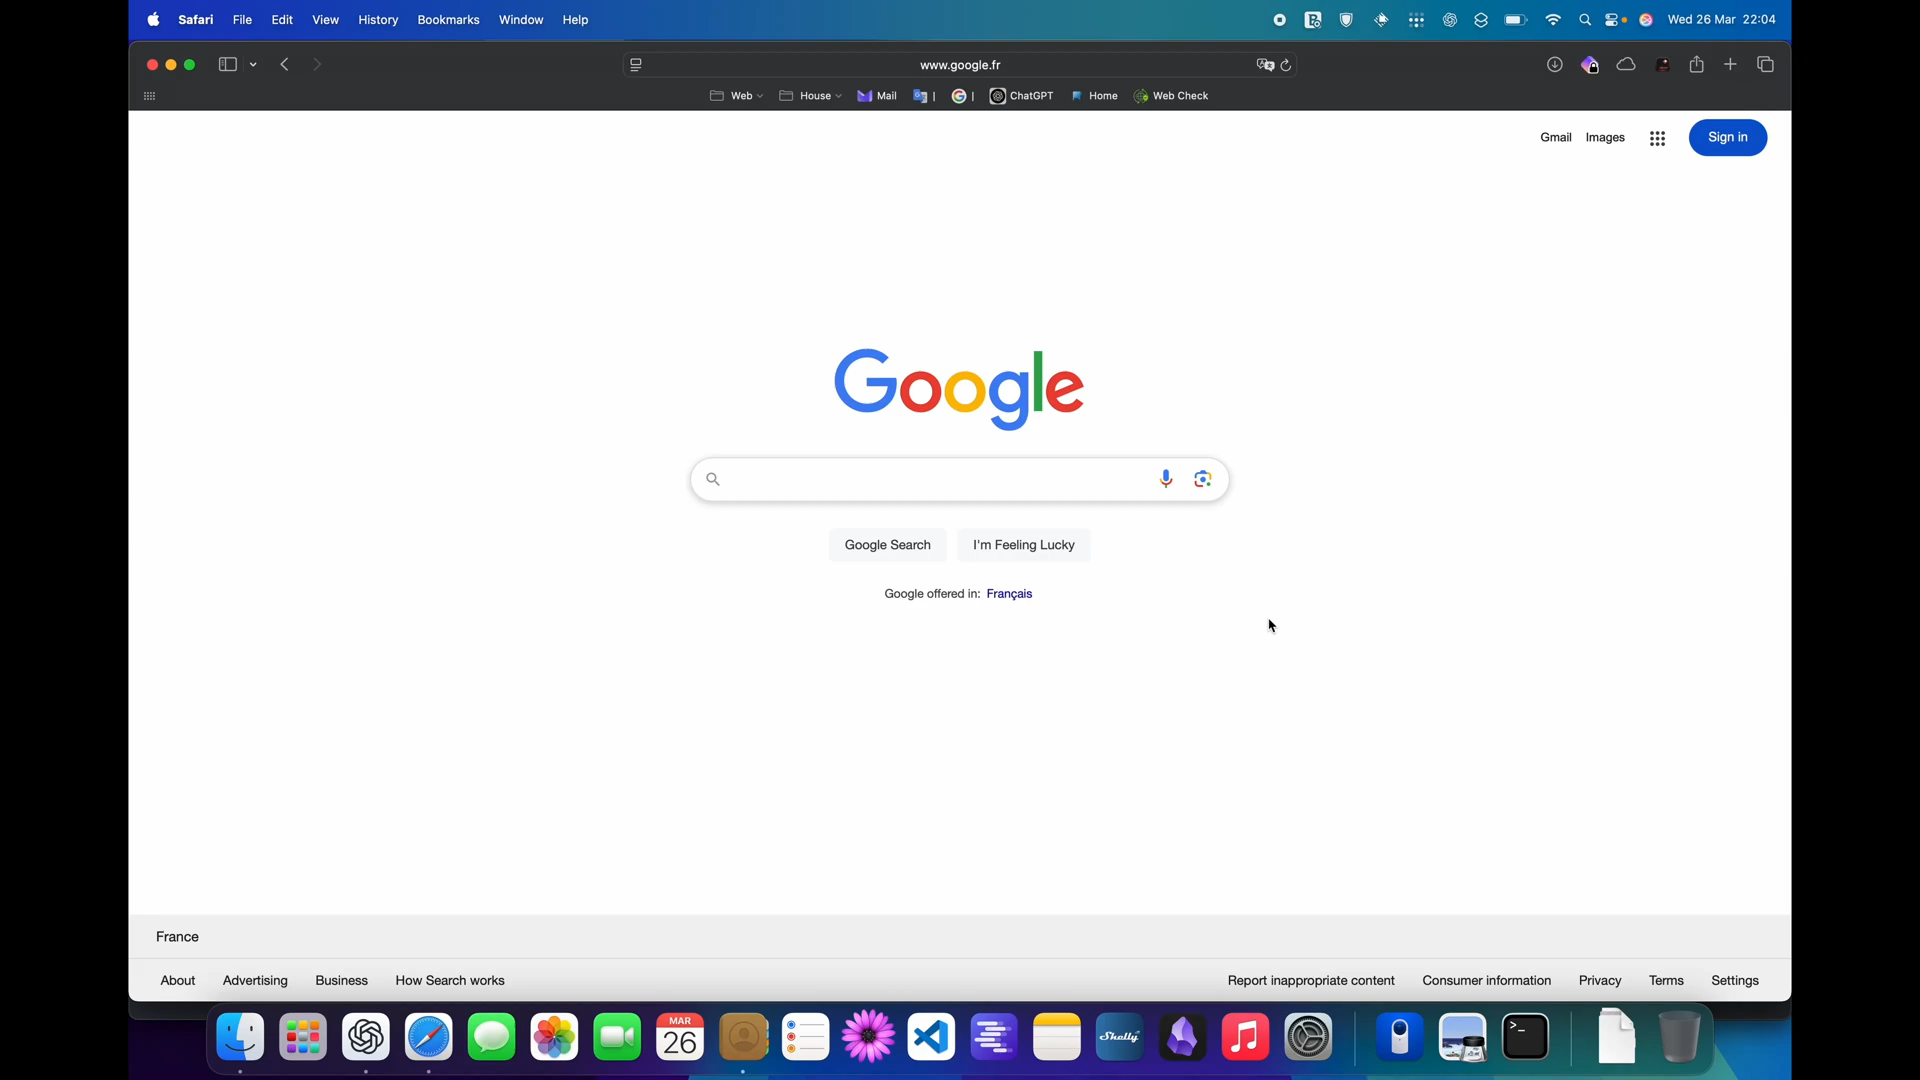 Safari File Edit View History Bookmarks Window Help Wed 26 Mar 22:04
www.google.fr
Web House Mail | | ChatGPT Home Web Check
Gmail Images Sign in
Google
Google Search I'm Feeling Lucky
Google offered in: Français
France
About Advertising Business How Search works Report inappropriate content Consumer information Privacy Terms Settings
MAR
26
Shelly
>_